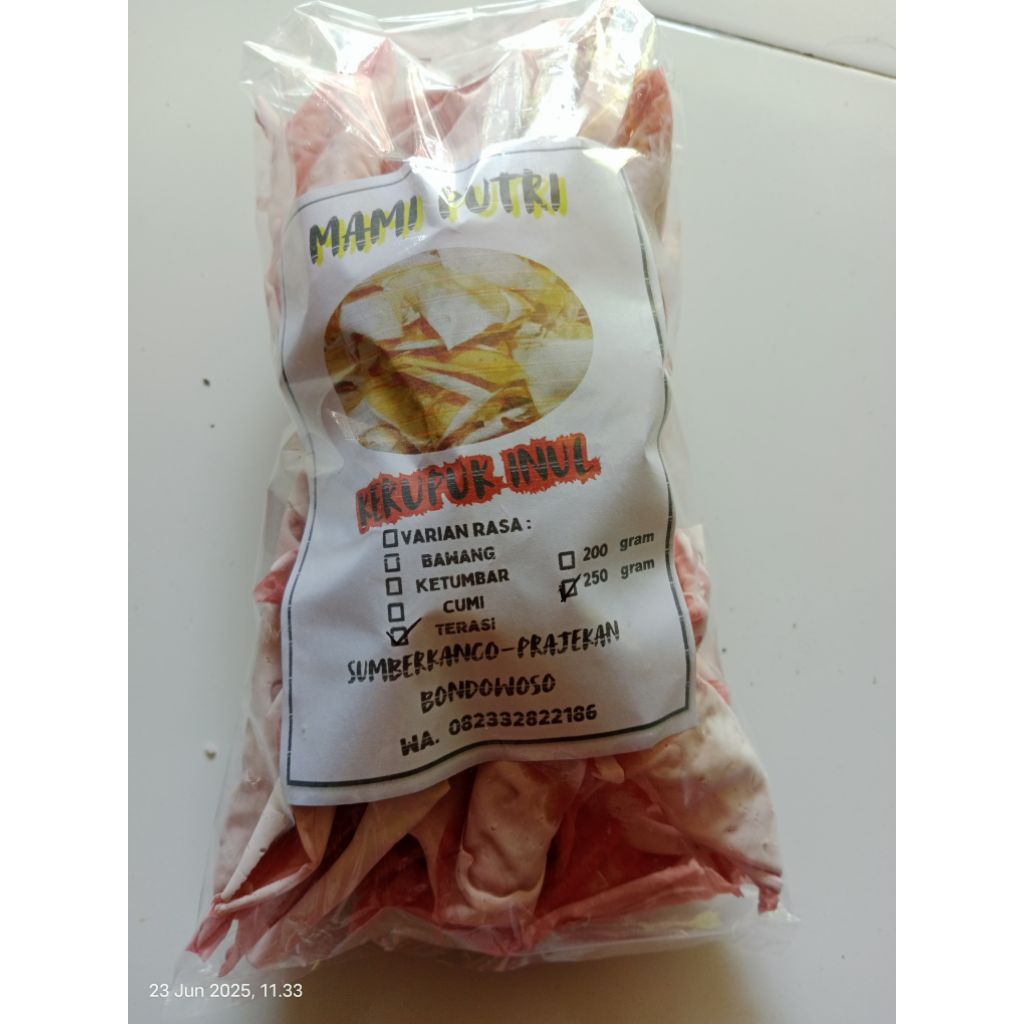 MAMI PUTRI
KERUPUK INUL
VARIAN RASA :
BAWANG
KETUMBAR
CUMI
TERASI
200 gram
250 gram
SUMBERKANCO-PRAJEKAN
BONDOWOSO
WA. 082332822186
23 Jun 2025, 11.33